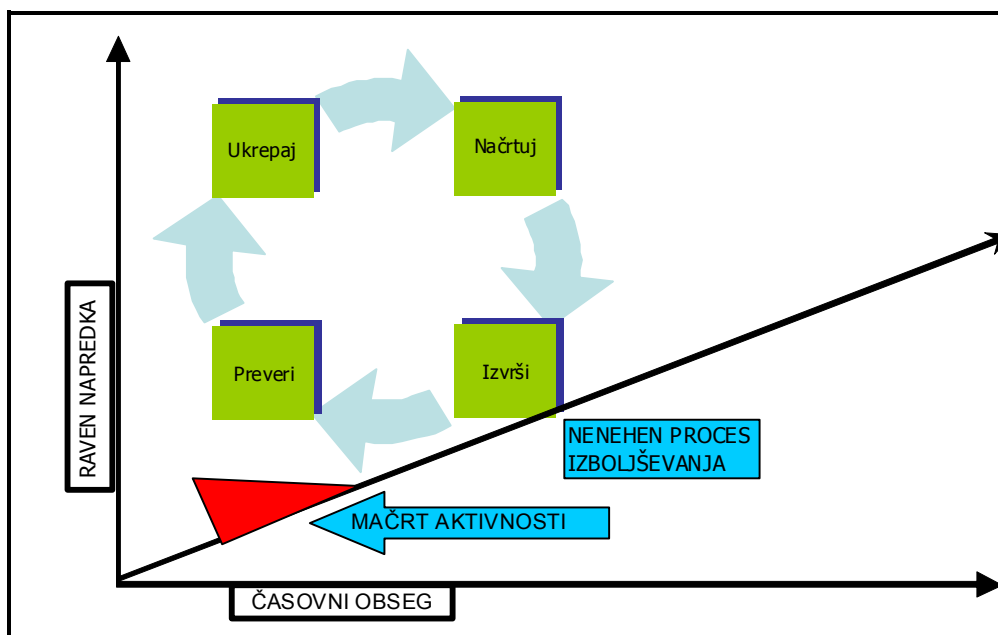 Ukrepaj
Načrtuj
Preveri
Izvrši
RAVEN NAPREDKA
NENEHEN PROCES
IZBOLJŠEVANJA
MAČRT AKTIVNOSTI
ČASOVNI OBSEG